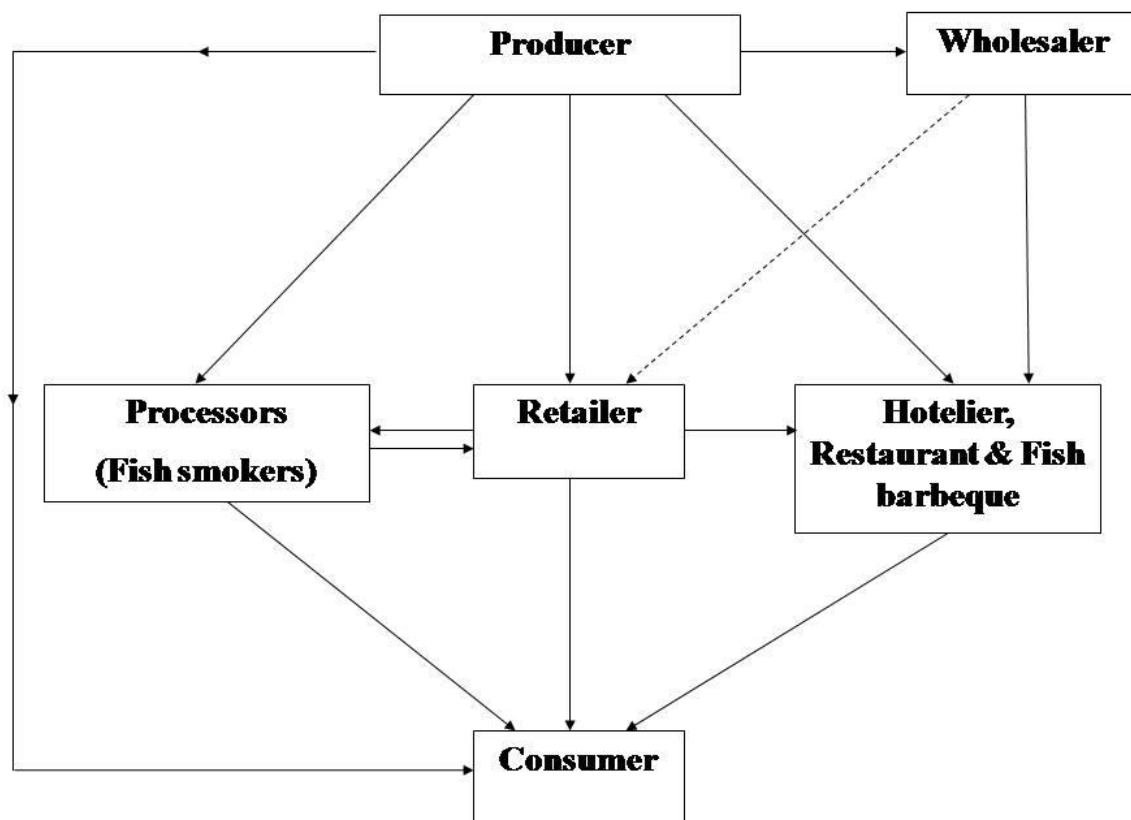 Producer
Wholesaler
Processors
(Fish smokers)
Retailer
Hotelier,
Restaurant & Fish
barbeque
Consumer